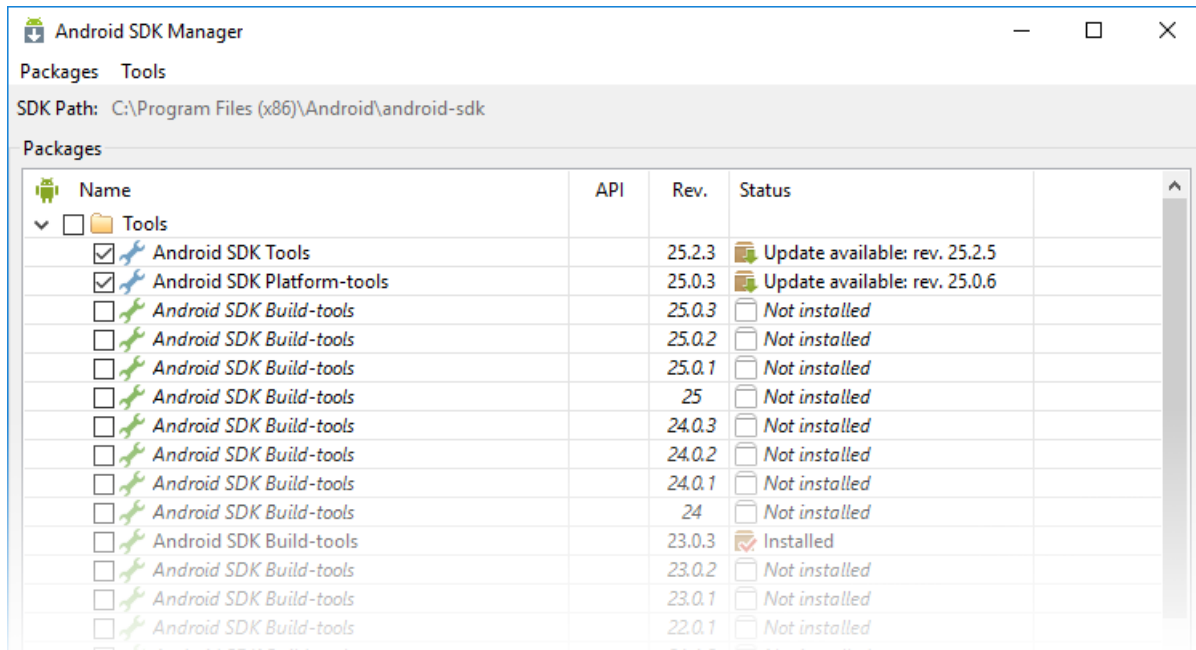 Android SDK Manager
Packages Tools
SDK Path: C:\Program Files (x86)\Android\android-sdk
Packages
Name API Rev. Status
Tools
Android SDK Tools 25.2.3 Update available: rev. 25.2.5
Android SDK Platform-tools 25.0.3 Update available: rev. 25.0.6
Android SDK Build-tools 25.0.3 Not installed
Android SDK Build-tools 25.0.2 Not installed
Android SDK Build-tools 25.0.1 Not installed
Android SDK Build-tools 25 Not installed
Android SDK Build-tools 24.0.3 Not installed
Android SDK Build-tools 24.0.2 Not installed
Android SDK Build-tools 24.0.1 Not installed
Android SDK Build-tools 24 Not installed
Android SDK Build-tools 23.0.3 Installed
Android SDK Build-tools 23.0.2 Not installed
Android SDK Build-tools 23.0.1 Not installed
Android SDK Build-tools 22.0.1 Not installed